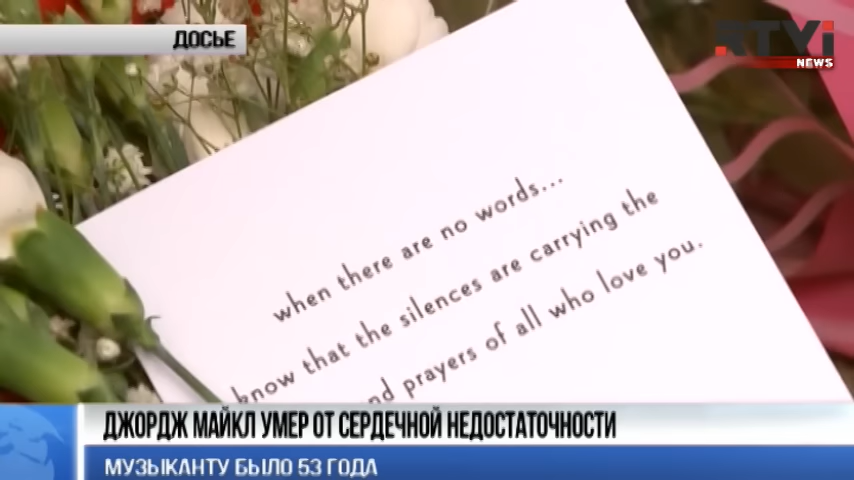 ДОСЬЕ
RTVi
NEWS
when there are no words...
know that the silences are carrying the
prayers of all who love you.
ДЖОРДЖ МАЙКЛ УМЕР ОТ СЕРДЕЧНОЙ НЕДОСТАТОЧНОСТИ
МУЗЫКАНТУ БЫЛО 53 ГОДА